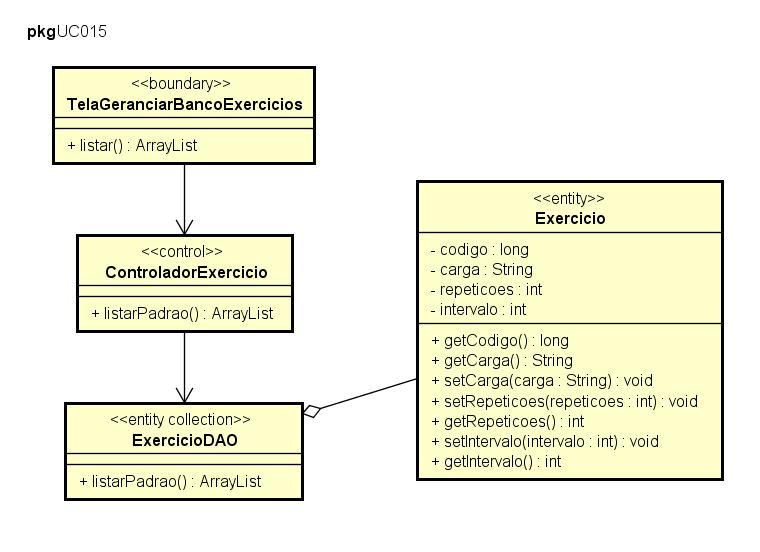 pkgUC015
<<boundary>>
TelaGeranciarBancoExercicios
+ listar() : ArrayList
<<control>>
ControladorExercicio
+ listarPadrao() : ArrayList
<<entity collection>>
ExercicioDAO
+ listarPadrao() : ArrayList
<<entity>>
Exercicio
- codigo : long
- carga : String
- repeticoes : int
- intervalo : int
+ getCodigo() : long
+ getCarga() : String
+ setCarga(carga : String) : void
+ setRepeticoes(repeticoes : int) : void
+ getRepeticoes() : int
+ setIntervalo(intervalo : int) : void
+ getIntervalo() : int